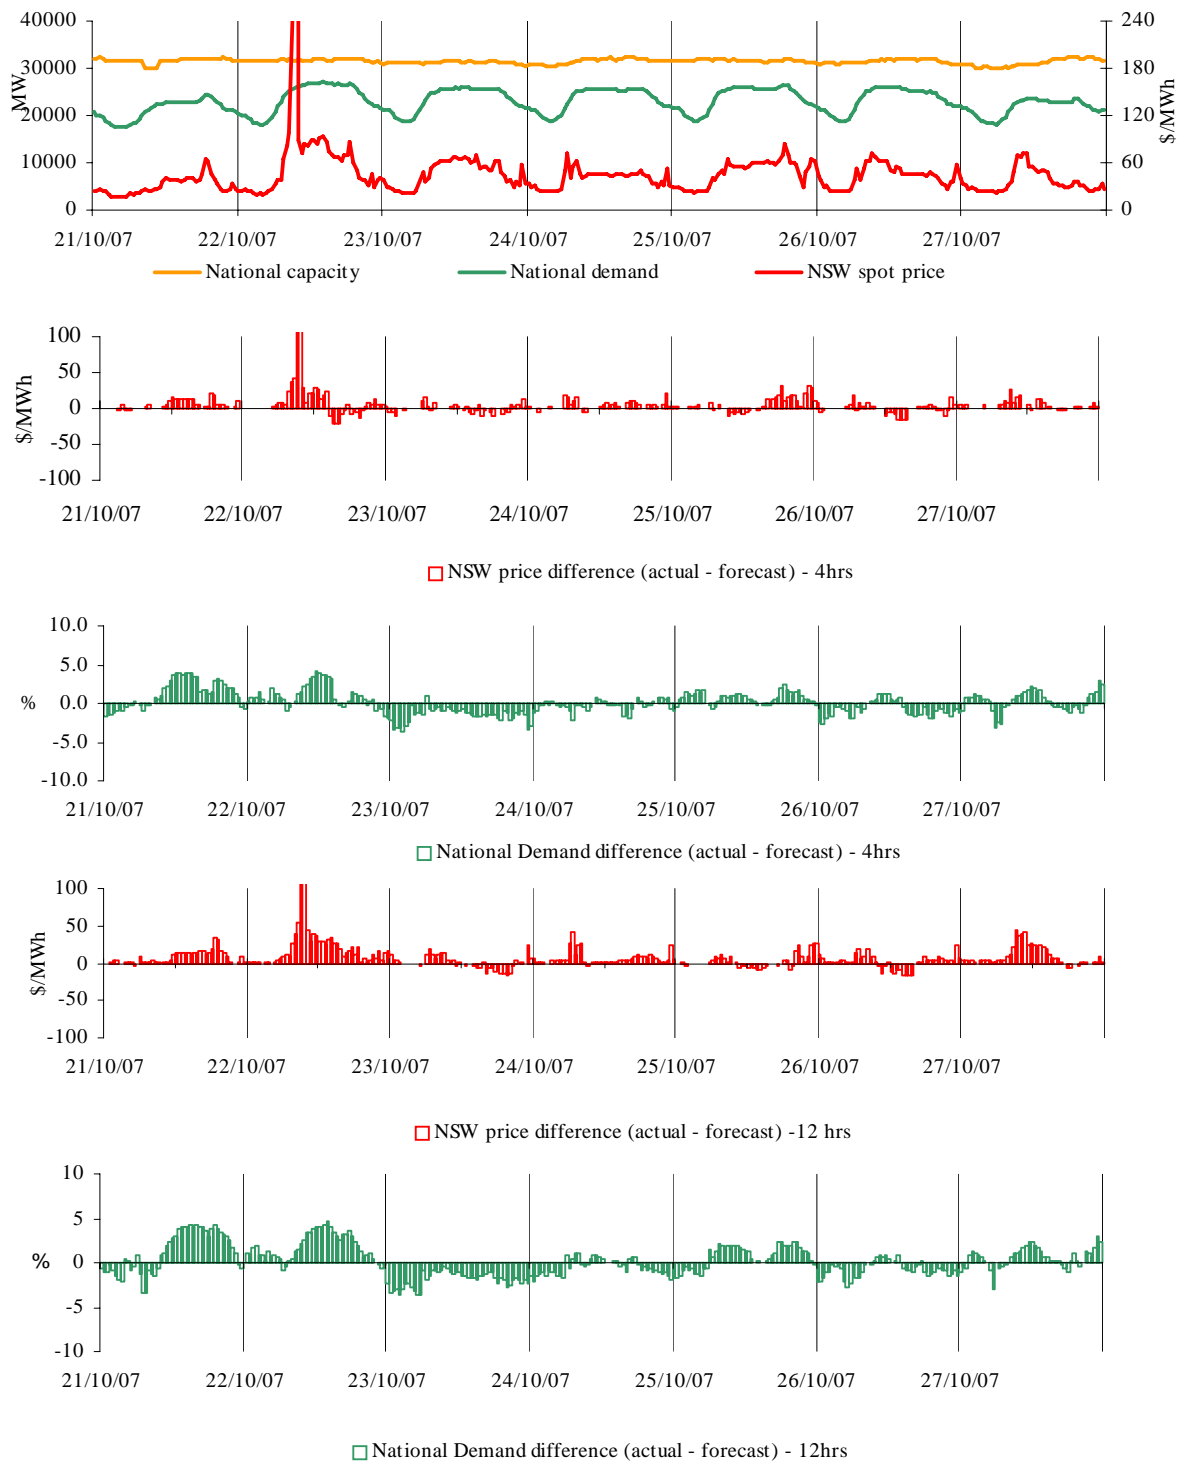 40000 240
30000 180
MW
20000 120
$/MWh
10000 60
0 0
21/10/07 22/10/07 23/10/07 24/10/07 25/10/07 26/10/07 27/10/07
National capacity National demand NSW spot price
100
50
0
-50
-100
$/MWh
21/10/07 22/10/07 23/10/07 24/10/07 25/10/07 26/10/07 27/10/07
NSW price difference (actual - forecast) - 4hrs
10.0
5.0
% 0.0
-5.0
-10.0
21/10/07 22/10/07 23/10/07 24/10/07 25/10/07 26/10/07 27/10/07
National Demand difference (actual - forecast) - 4hrs
100
50
0
-50
-100
$/MWh
21/10/07 22/10/07 23/10/07 24/10/07 25/10/07 26/10/07 27/10/07
NSW price difference (actual - forecast) -12 hrs
10
5
% 0
-5
-10
21/10/07 22/10/07 23/10/07 24/10/07 25/10/07 26/10/07 27/10/07
National Demand difference (actual - forecast) - 12hrs